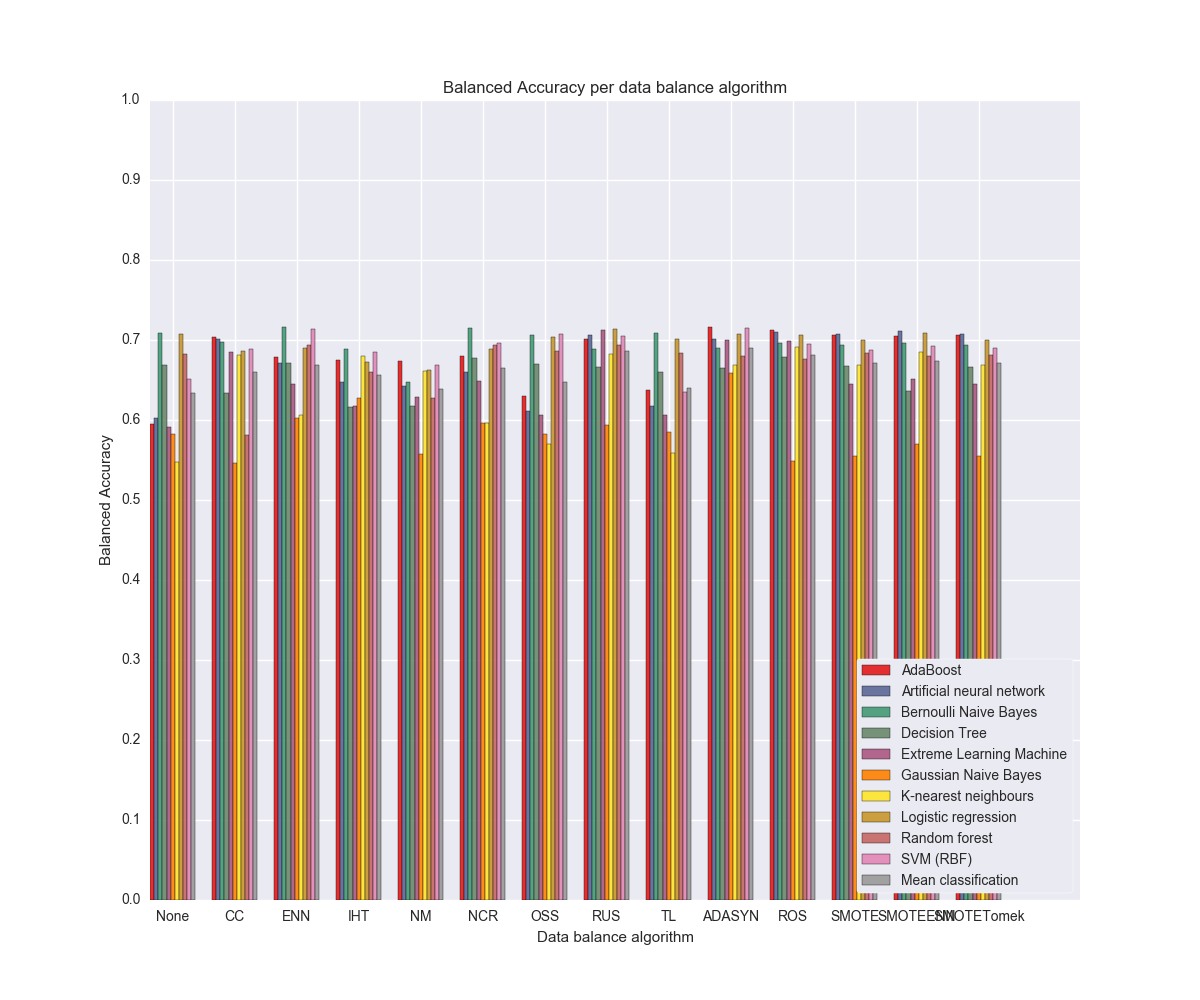 Balanced Accuracy per data balance algorithm
1.0
0.9
0.8
0.7
0.6
0.5
0.4
0.3
0.2
0.1
0.0
Balanced Accuracy
AdaBoost
Artificial neural network
Bernoulli Naive Bayes
Decision Tree
Extreme Learning Machine
Gaussian Naive Bayes
K-nearest neighbours
Logistic regression
Random forest
SVM (RBF)
Mean classification
None CC ENN IHT NM NCR OSS RUS TL ADASYN ROS SMOTE SMOTEENN SMOTETomek
Data balance algorithm